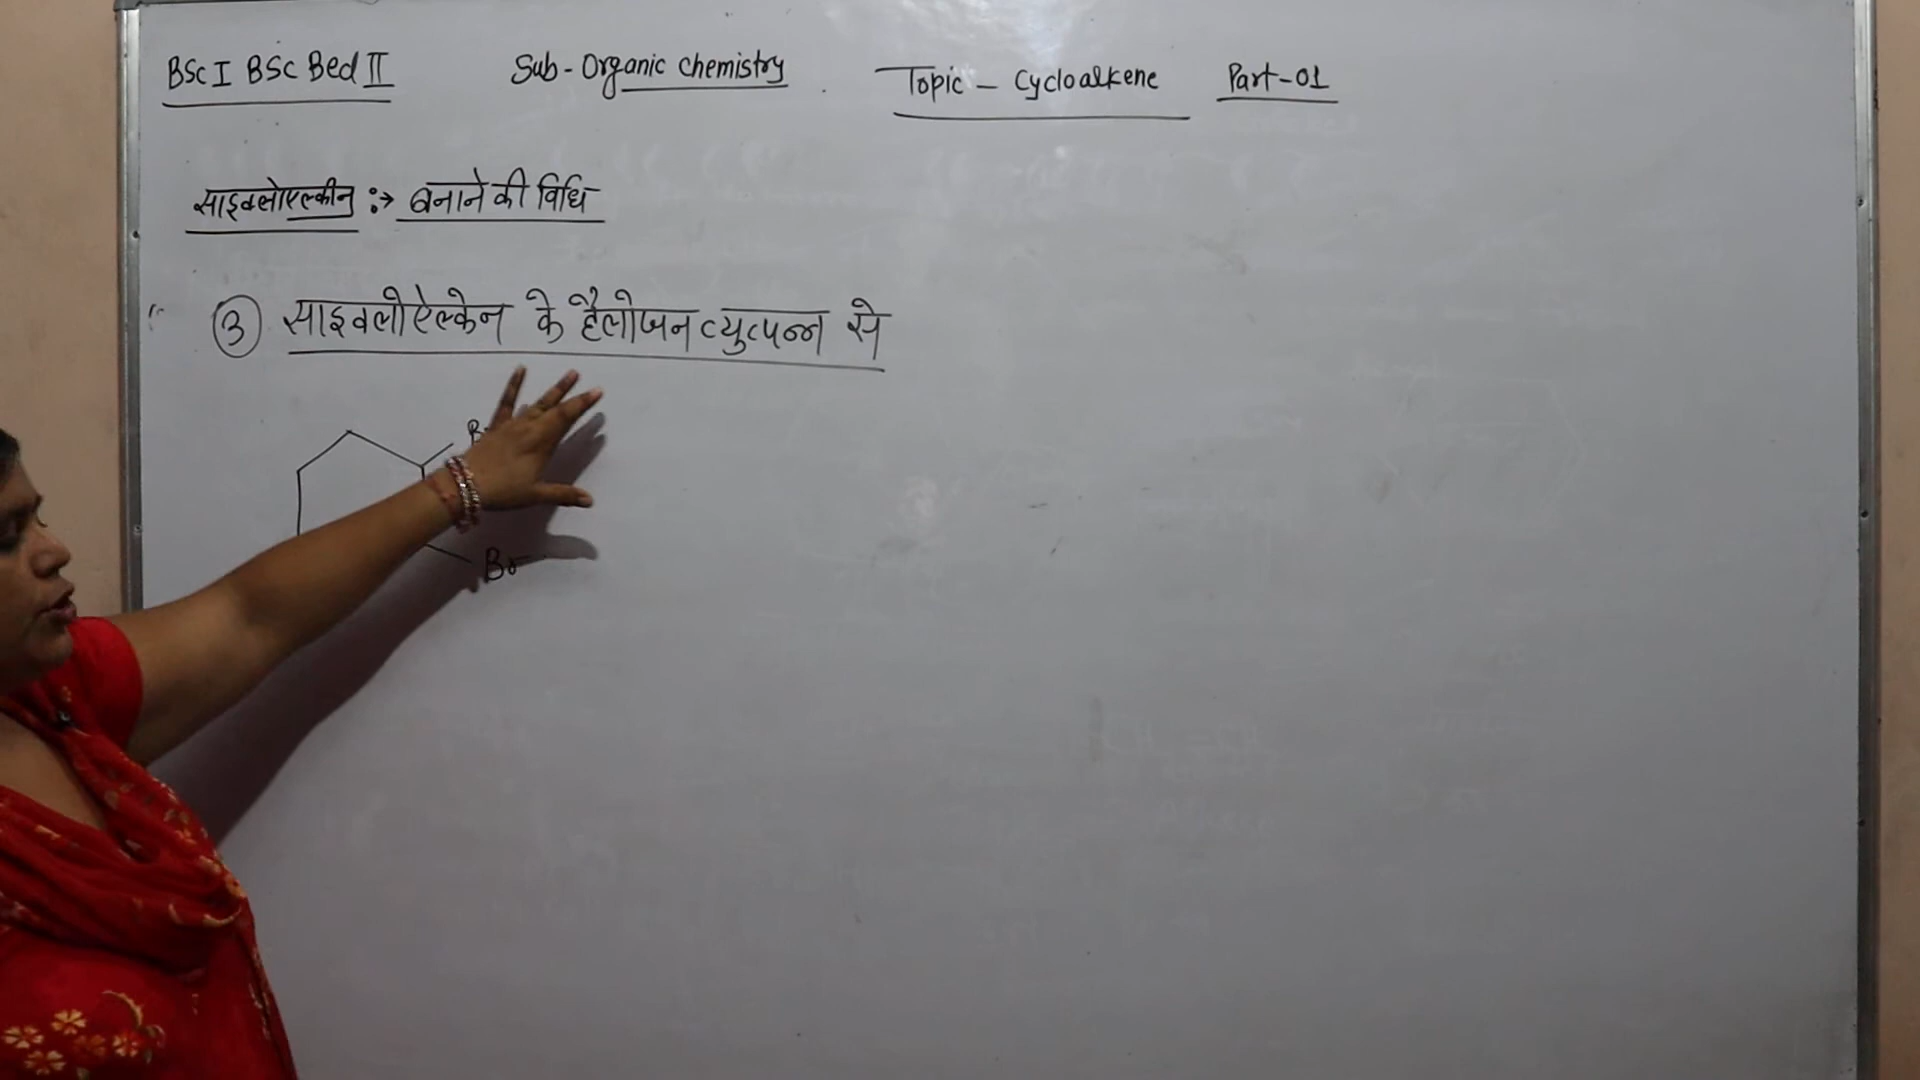 BSc I BSc Bed II Sub-Organic chemistry Topic - Cycloalkene Part-01
साइक्लोएल्कीन :→ बनाने की विधि
③ साइक्लोऐल्केन के हैलोजन व्युत्पन्न से
Br